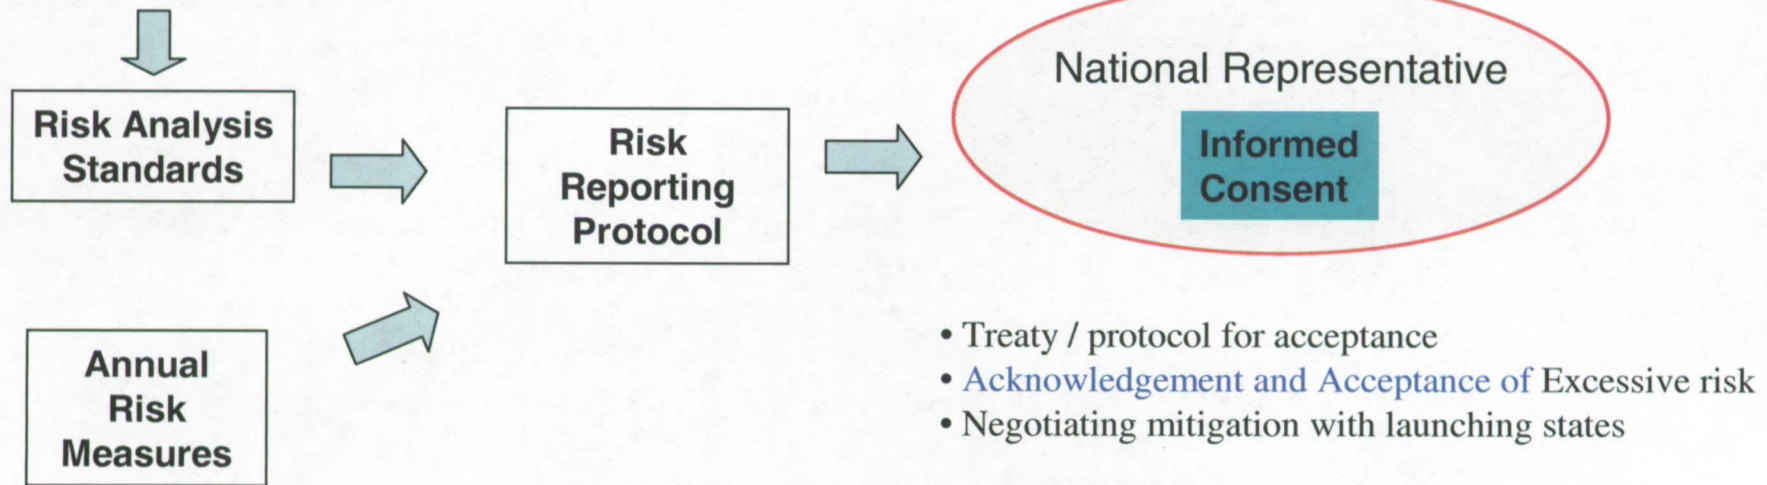 Risk Analysis
Standards
Risk
Reporting
Protocol
National Representative
Informed
Consent
Annual
Risk
Measures
• Treaty / protocol for acceptance
• Acknowledgement and Acceptance of Excessive risk
• Negotiating mitigation with launching states